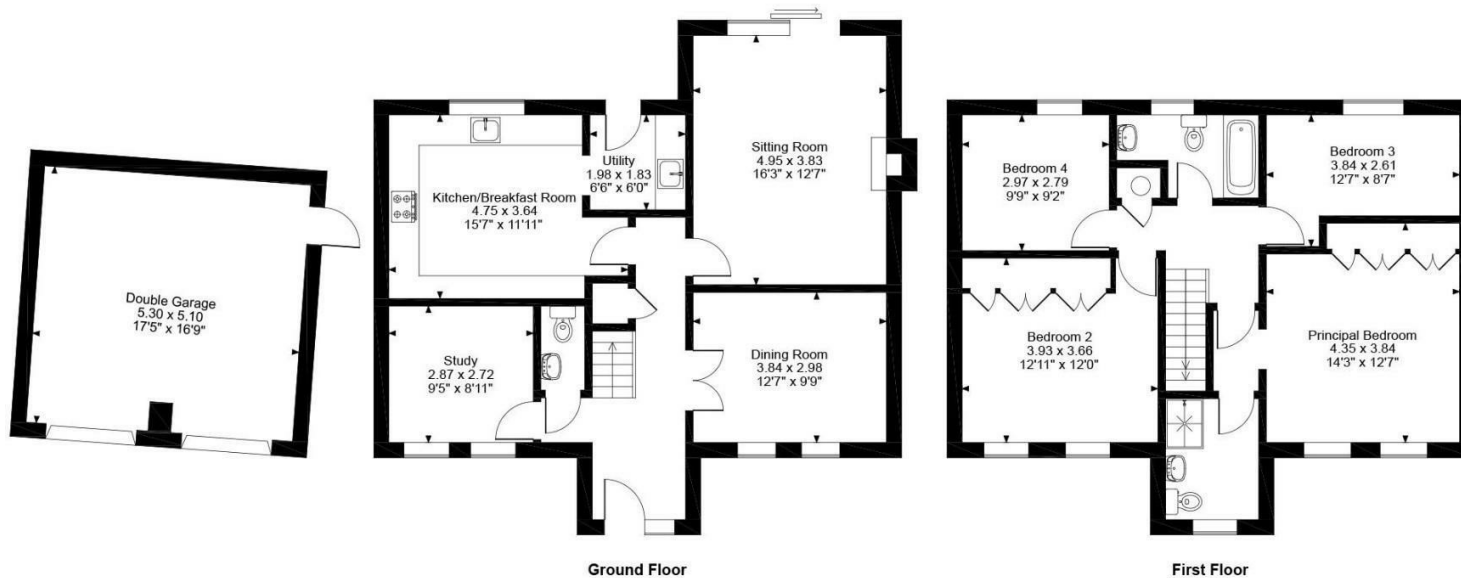 Double Garage
5.30 x 5.10
17'5" x 16'9"
Kitchen/Breakfast Room
4.75 x 3.64
15'7" x 11'11"
Utility
1.98 x 1.83
6'6" x 6'0"
Sitting Room
4.95 x 3.83
16'3" x 12'7"
Study
2.87 x 2.72
9'5" x 8'11"
Dining Room
3.84 x 2.98
12'7" x 9'9"
Ground Floor
Bedroom 4
2.97 x 2.79
9'9" x 9'2"
Bedroom 3
3.84 x 2.61
12'7" x 8'7"
Bedroom 2
3.93 x 3.66
12'11" x 12'0"
Principal Bedroom
4.35 x 3.84
14'3" x 12'7"
First Floor